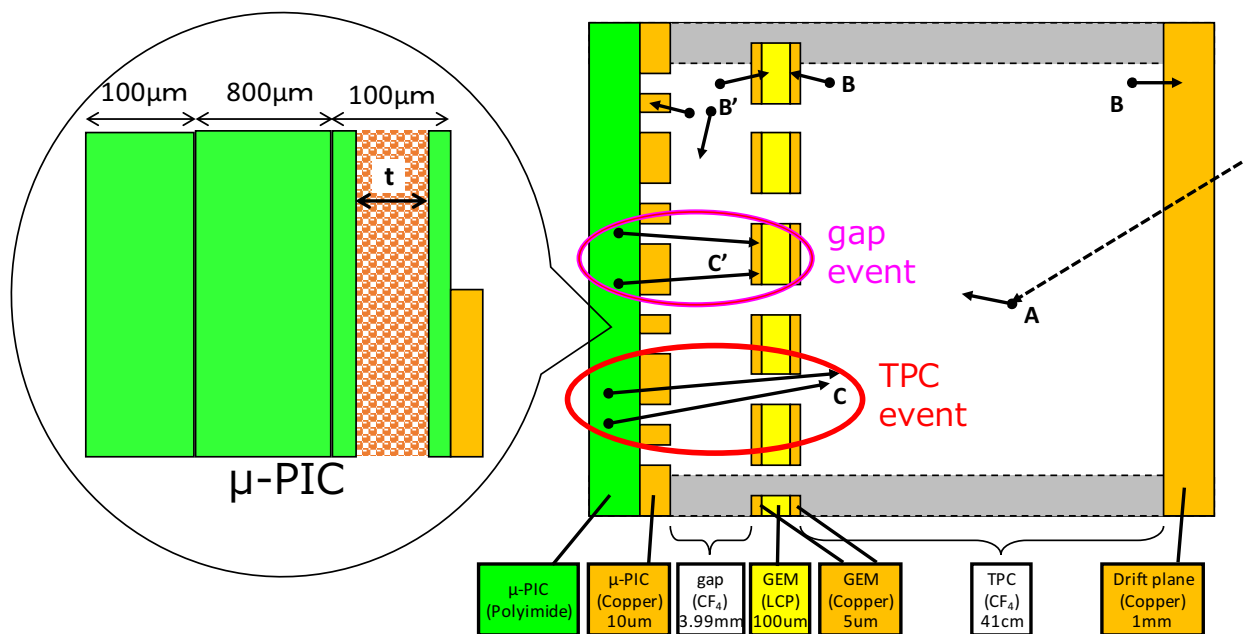 100μm
800μm
100μm
t
μ-PIC
B’
B
B
gap
event
C’
A
TPC
event
C
μ-PIC
(Polyimide)
μ-PIC
(Copper)
10um
gap
(CF₄)
3.99mm
GEM
(LCP)
100um
GEM
(Copper)
5um
TPC
(CF₄)
41cm
Drift plane
(Copper)
1mm